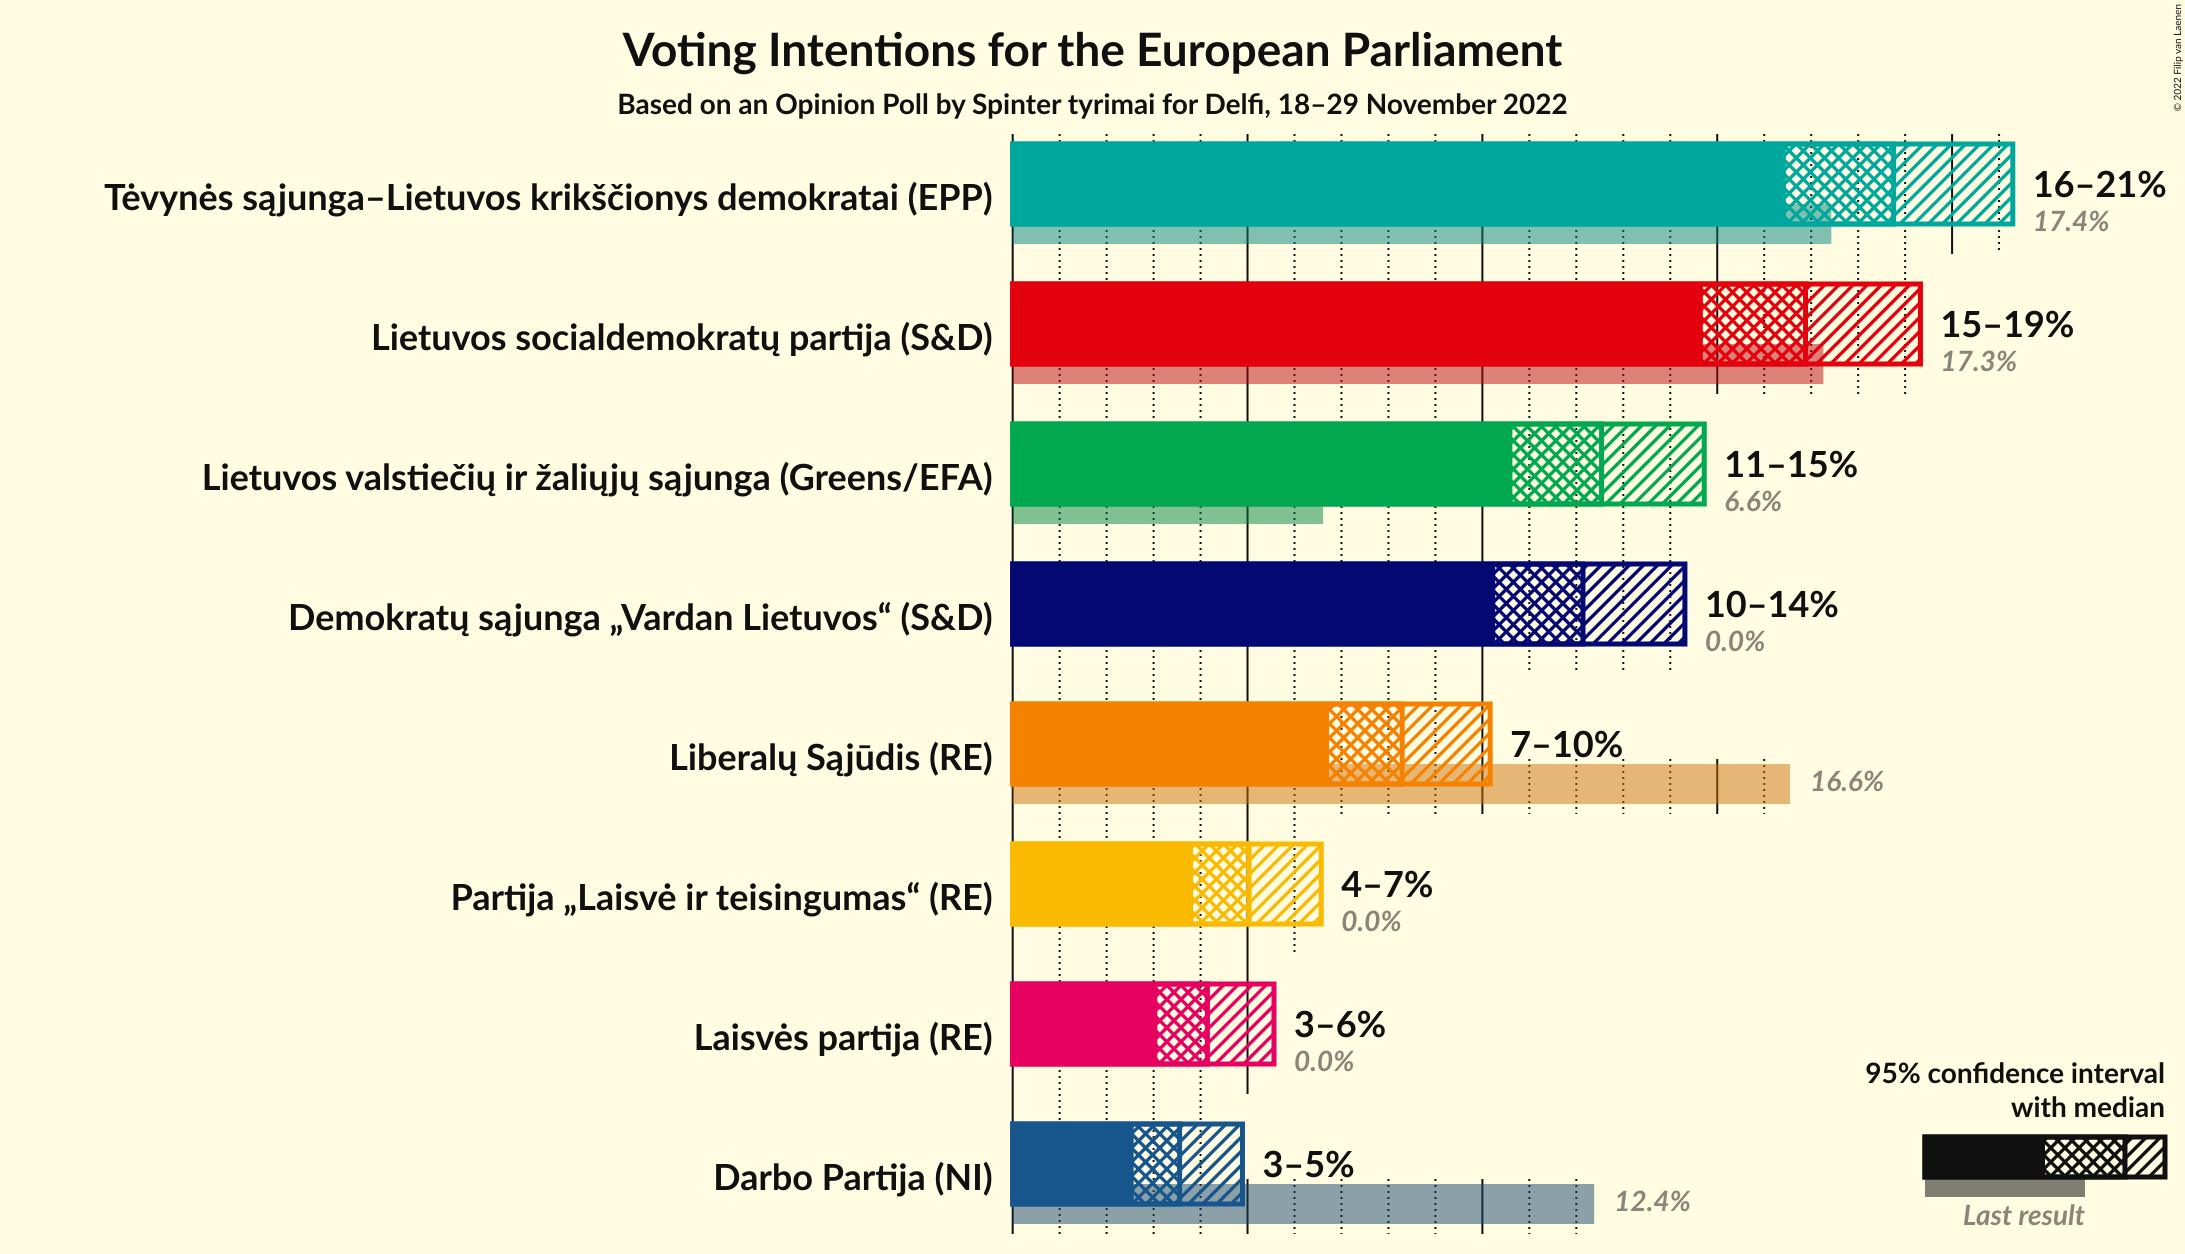 Voting Intentions for the European Parliament
Based on an Opinion Poll by Spinter tyrimai for Delfi, 18–29 November 2022
© 2022 Filip van Laenen
Tėvynės sąjunga–Lietuvos krikščionys demokratai (EPP)
16–21%
17.4%
Lietuvos socialdemokratų partija (S&D)
15–19%
17.3%
Lietuvos valstiečių ir žaliųjų sąjunga (Greens/EFA)
11–15%
6.6%
Demokratų sąjunga „Vardan Lietuvos“ (S&D)
10–14%
0.0%
Liberalų Sąjūdis (RE)
7–10%
16.6%
Partija „Laisvė ir teisingumas“ (RE)
4–7%
0.0%
Laisvės partija (RE)
3–6%
0.0%
Darbo Partija (NI)
3–5%
12.4%
95% confidence interval
with median
Last result